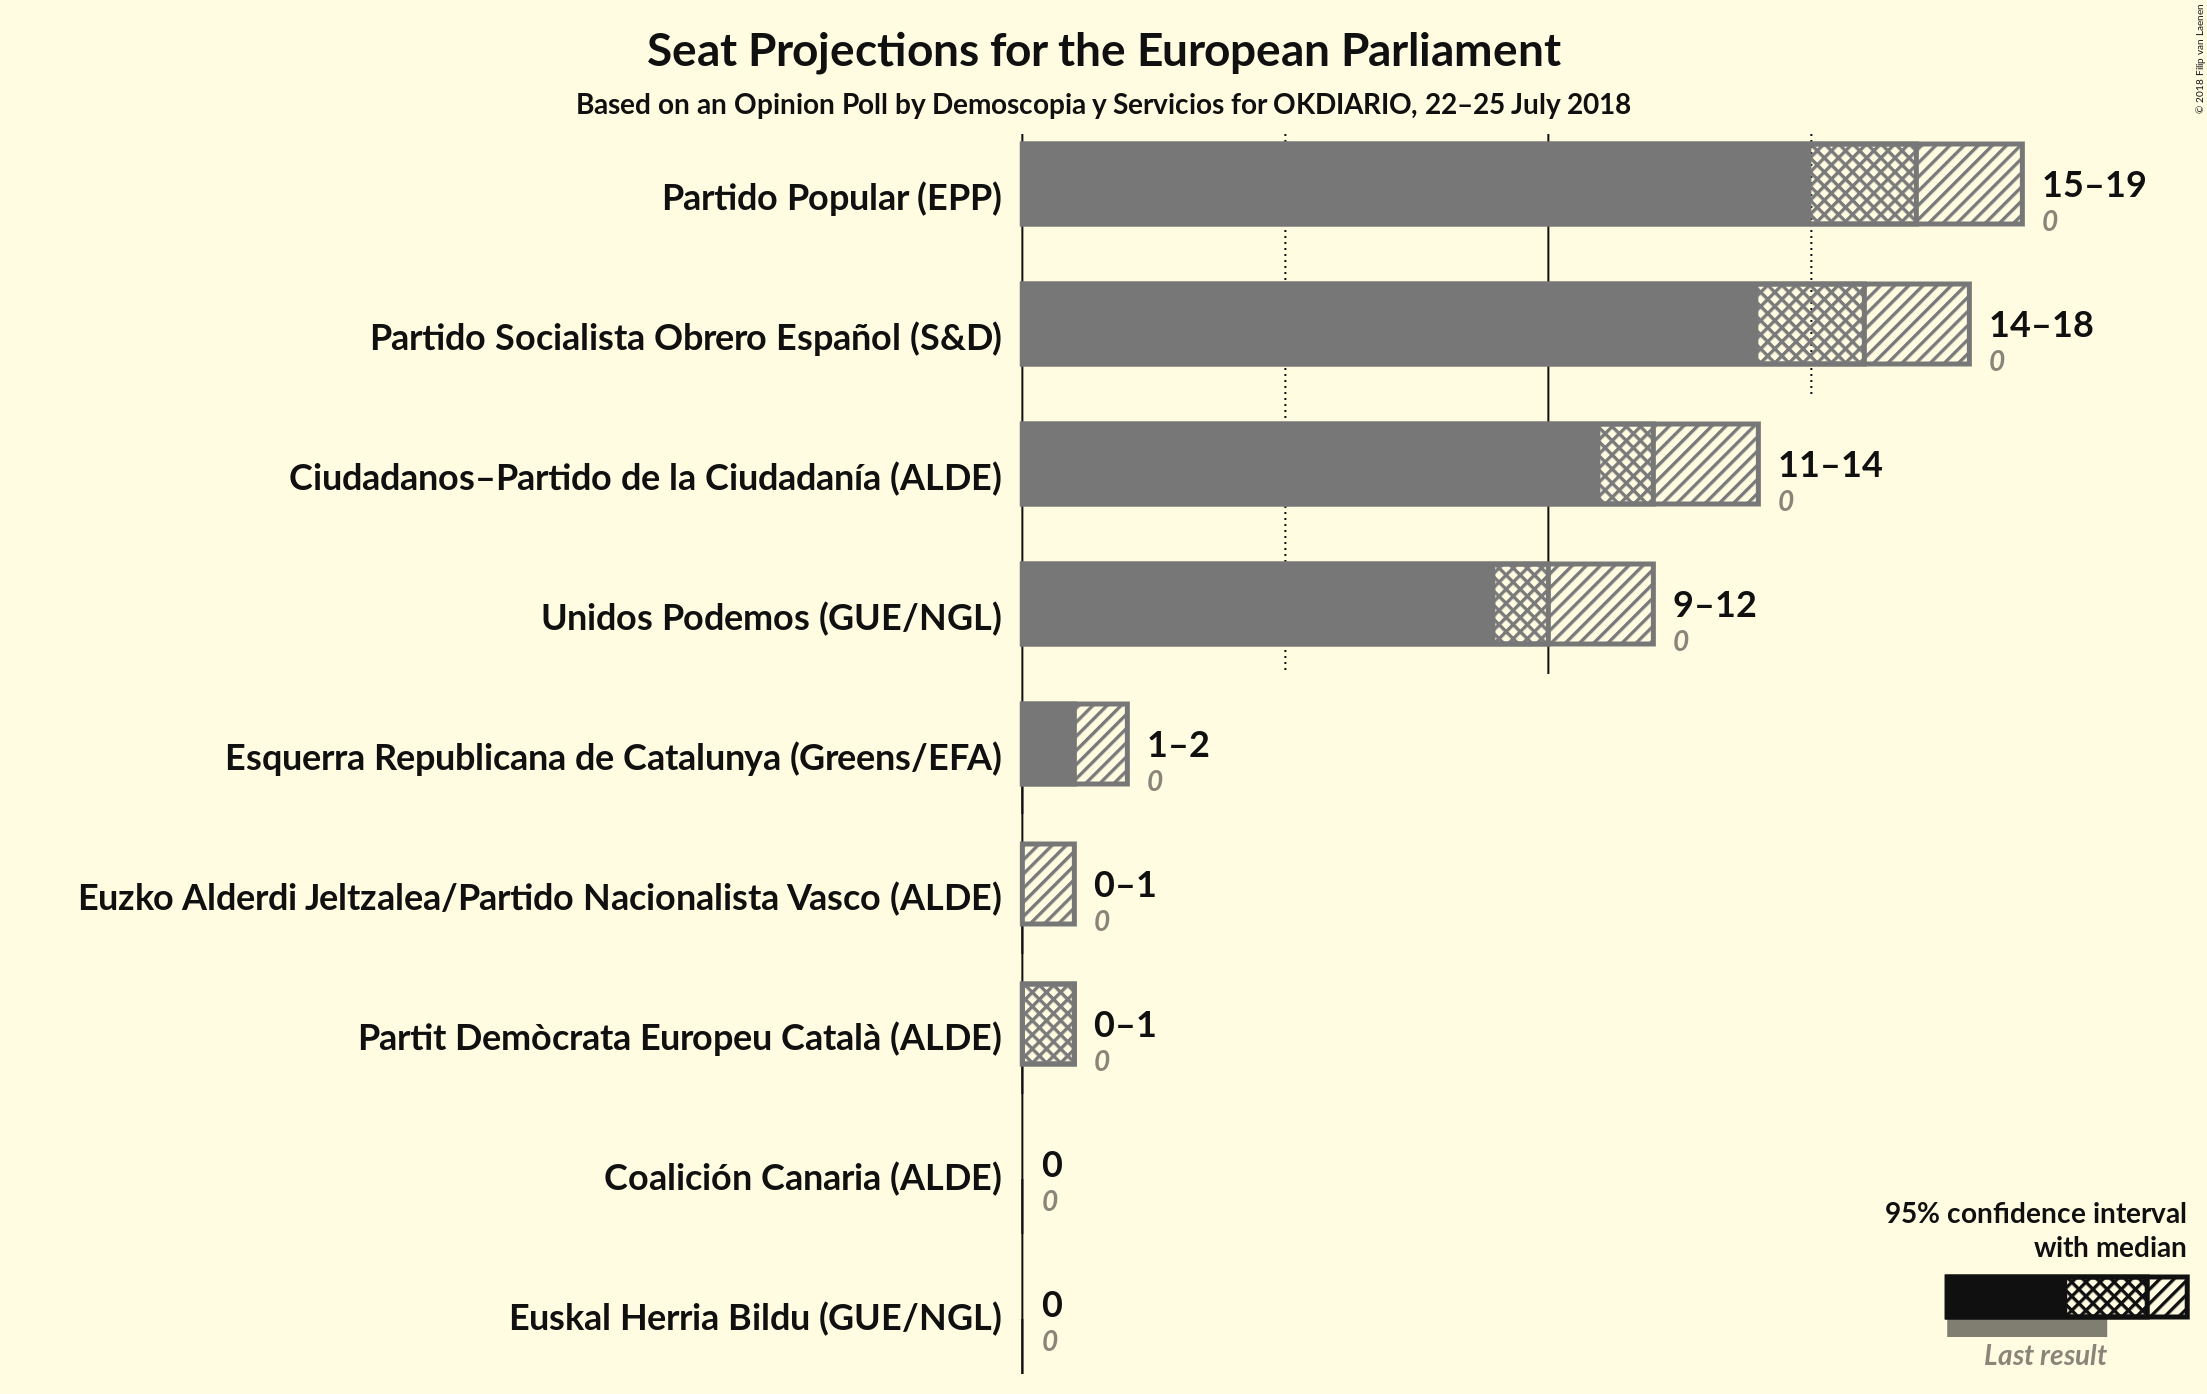 Seat Projections for the European Parliament
Based on an Opinion Poll by Demoscopia y Servicios for OKDIARIO, 22–25 July 2018
© 2018 Filip van Laenen
Partido Popular (EPP)
15–19
0
Partido Socialista Obrero Español (S&D)
14–18
0
Ciudadanos–Partido de la Ciudadanía (ALDE)
11–14
0
Unidos Podemos (GUE/NGL)
9–12
0
Esquerra Republicana de Catalunya (Greens/EFA)
1–2
0
Euzko Alderdi Jeltzalea/Partido Nacionalista Vasco (ALDE)
0–1
0
Partit Demòcrata Europeu Català (ALDE)
0–1
0
Coalición Canaria (ALDE)
0
0
Euskal Herria Bildu (GUE/NGL)
0
0
95% confidence interval
with median
Last result